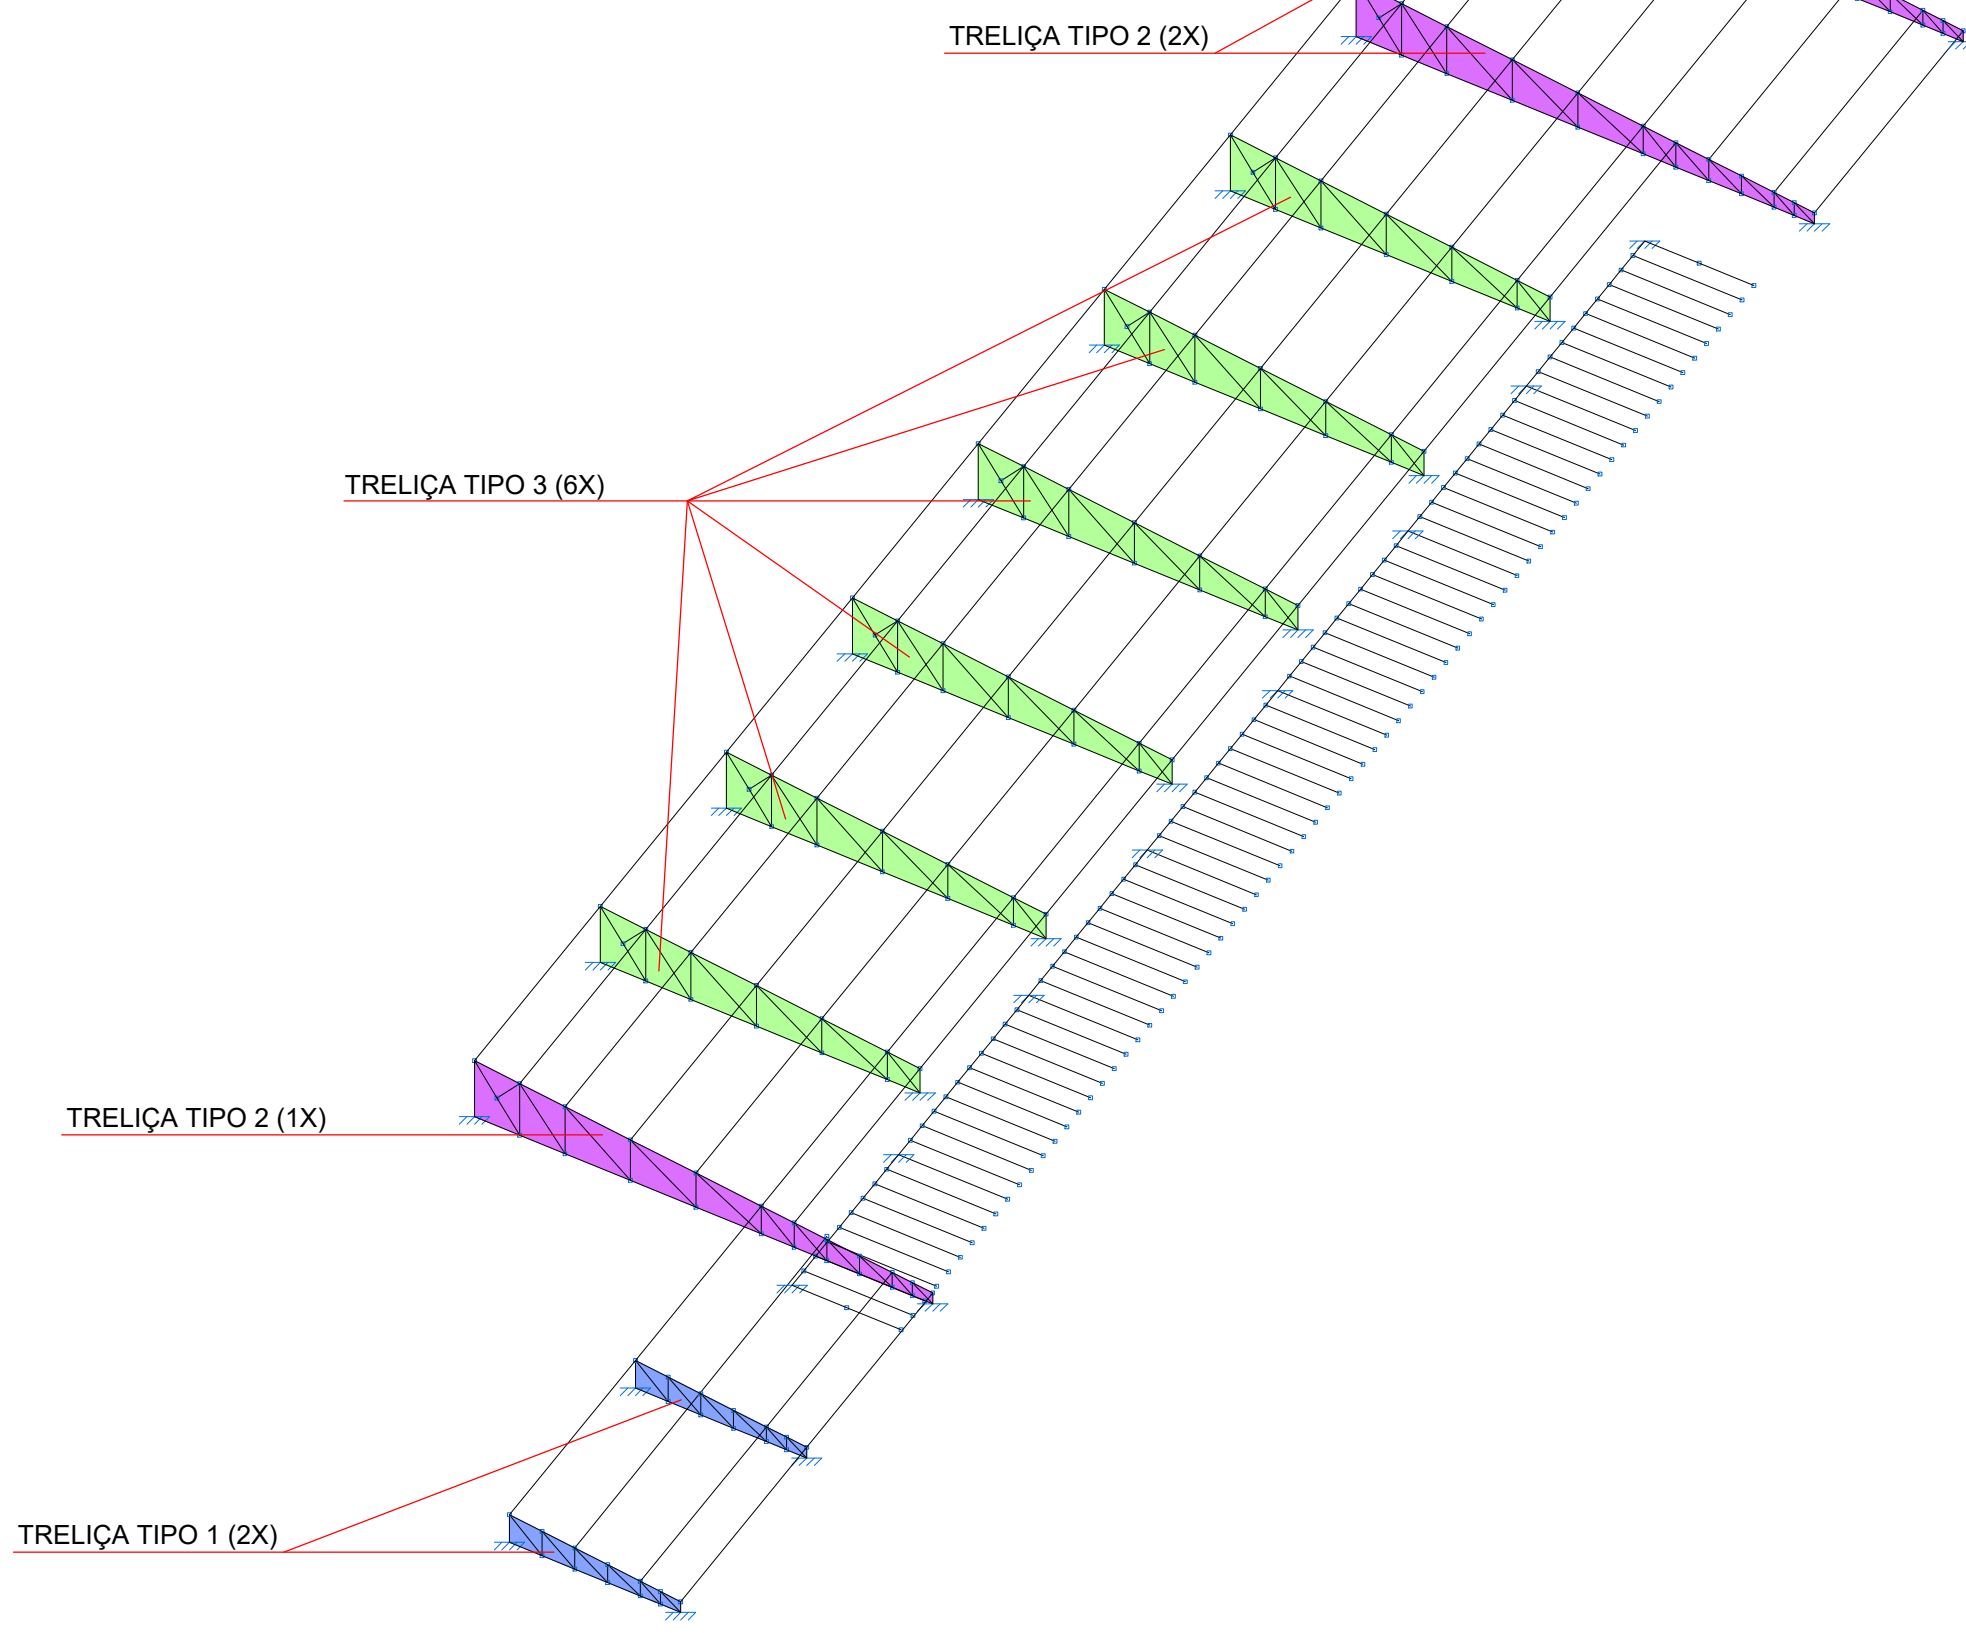 TRELIÇA TIPO 2 (2X)
TRELIÇA TIPO 3 (6X)
TRELIÇA TIPO 2 (1X)
TRELIÇA TIPO 1 (2X)